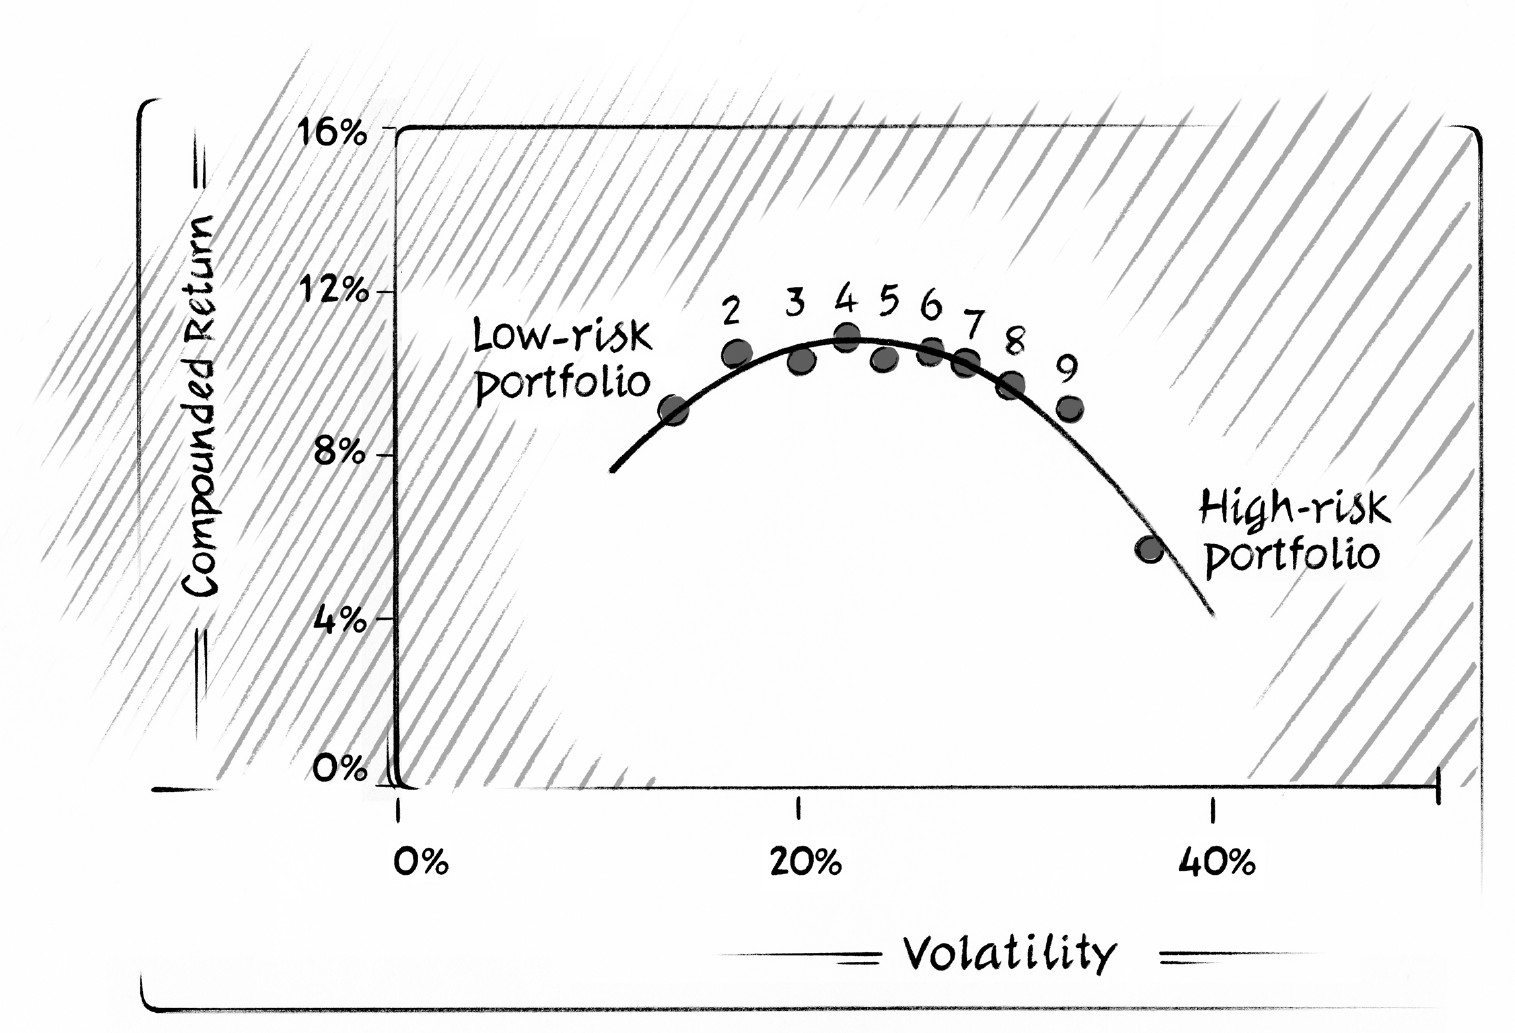 16%
12%
8%
4%
0%
Compounded Return
Low-risk
portfolio
2
3
4
5
6
7
8
9
High-risk
portfolio
0%
20%
40%
Volatility